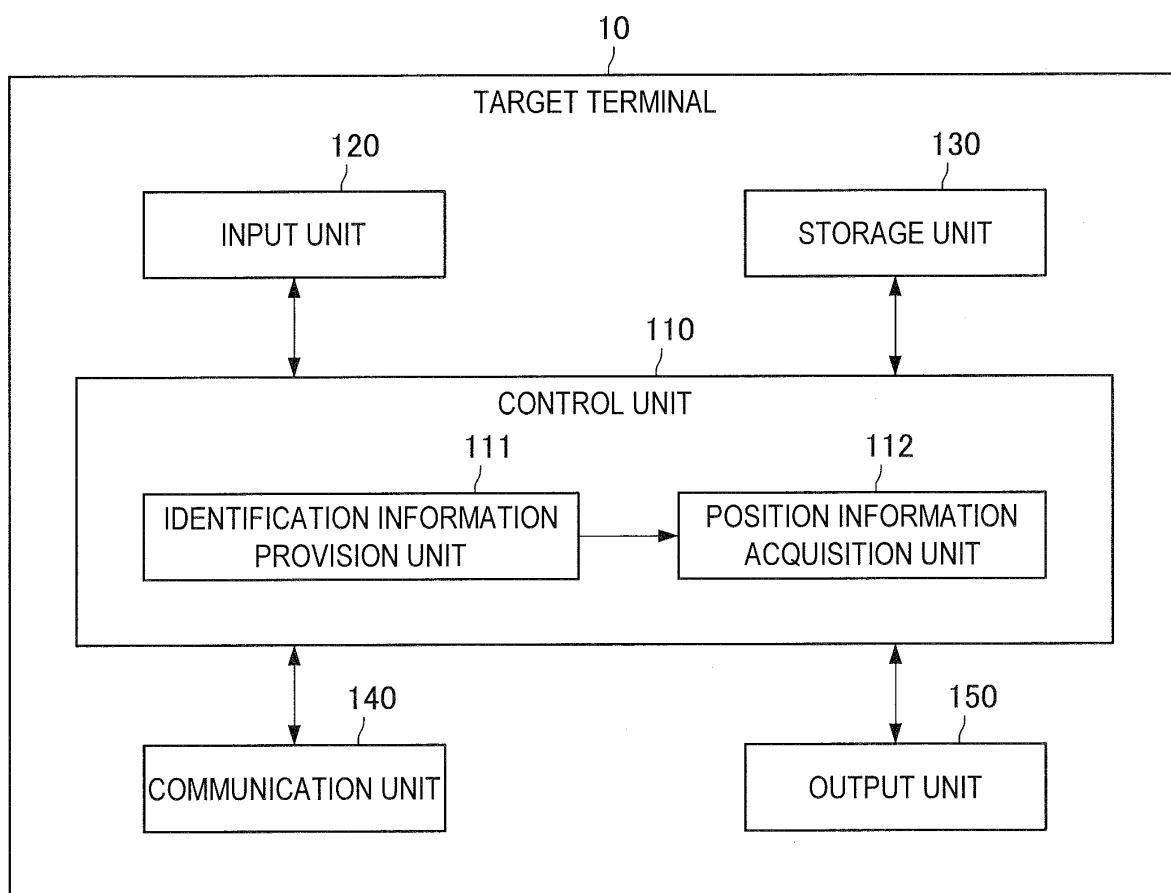 10
TARGET TERMINAL
120
130
INPUT UNIT
STORAGE UNIT
110
CONTROL UNIT
111
112
IDENTIFICATION INFORMATION
PROVISION UNIT
POSITION INFORMATION
ACQUISITION UNIT
140
150
COMMUNICATION UNIT
OUTPUT UNIT